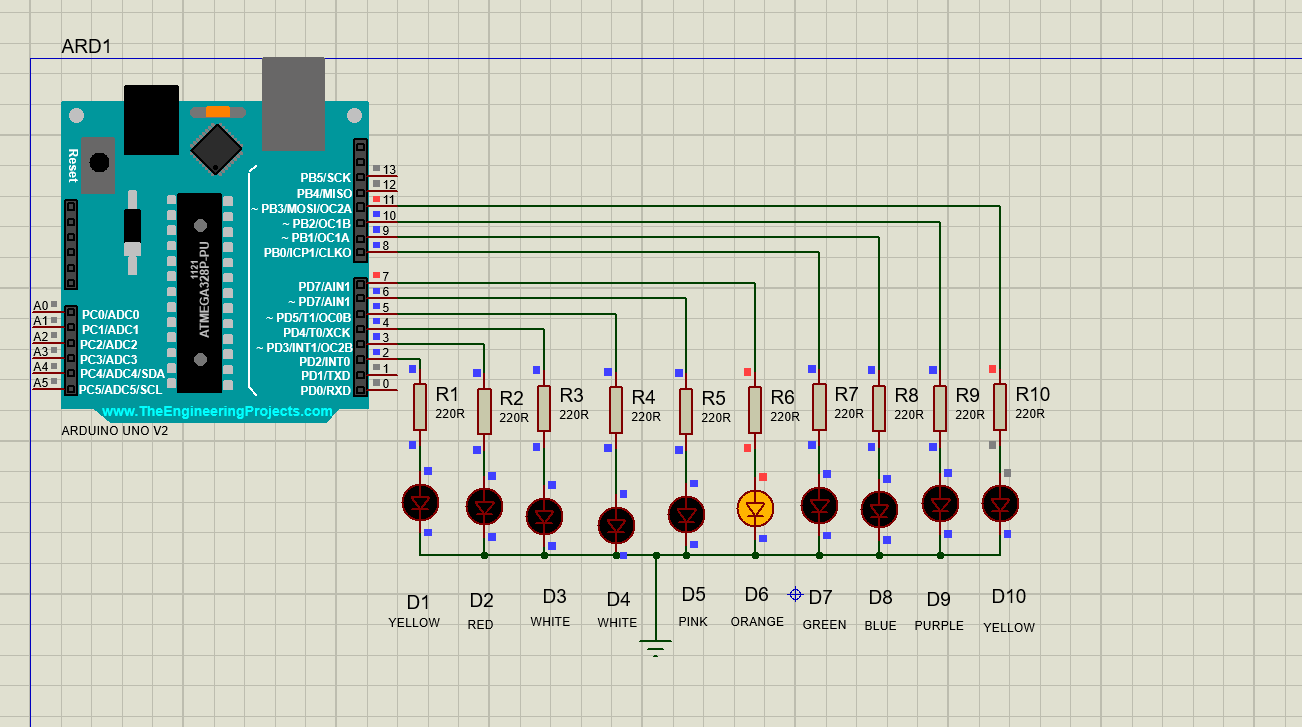 ARD1
Reset
1121
ATMEGA328P-PU
PB5/SCK 13
PB4/MISO 12
~ PB3/MOSI/OC2A 11
~ PB2/OC1B 10
~ PB1/OC1A 9
PB0/ICP1/CLKO 8
PD7/AIN1 7
~ PD7/AIN1 6
~ PD5/T1/OC0B 5
PD4/T0/XCK 4
~ PD3/INT1/OC2B 3
PD2/INT0 2
PD1/TXD 1
PD0/RXD 0
A0 PC0/ADC0
A1 PC1/ADC1
A2 PC2/ADC2
A3 PC3/ADC3
A4 PC4/ADC4/SDA
A5 PC5/ADC5/SCL
www.TheEngineeringProjects.com
ARDUINO UNO V2
R1 R2 R3 R4 R5 R6 R7 R8 R9 R10
220R 220R 220R 220R 220R 220R 220R 220R 220R 220R
D1 D2 D3 D4 D5 D6 D7 D8 D9 D10
YELLOW RED WHITE WHITE PINK ORANGE GREEN BLUE PURPLE YELLOW